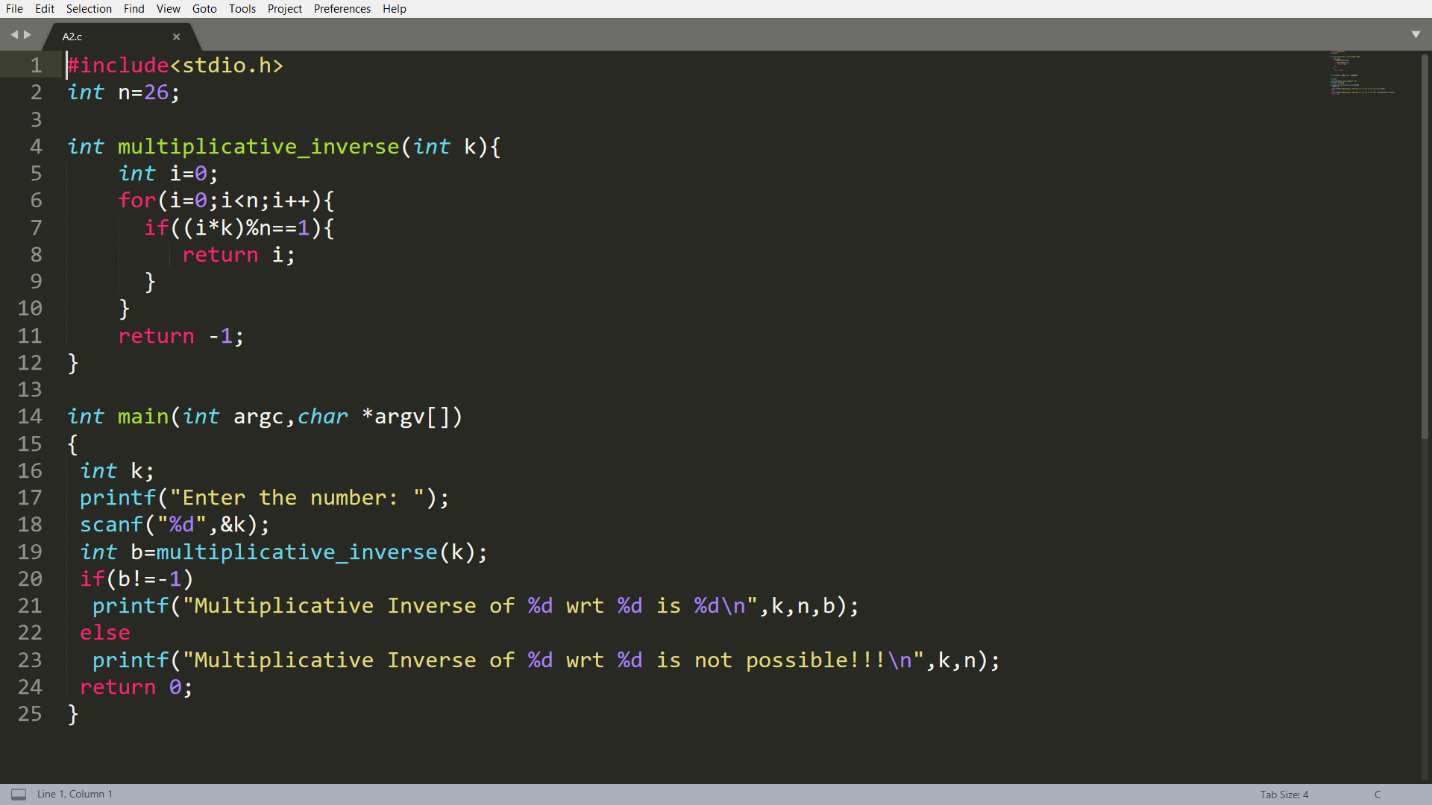 File Edit Selection Find View Goto Tools Project Preferences Help
A2.c ×
1 #include<stdio.h>
2 int n=26;
3
4 int multiplicative_inverse(int k){
5     int i=0;
6     for(i=0;i<n;i++){
7       if((i*k)%n==1){
8          return i;
9       }
10     }
11     return -1;
12 }
13
14 int main(int argc,char *argv[])
15 {
16  int k;
17  printf("Enter the number: ");
18  scanf("%d",&k);
19  int b=multiplicative_inverse(k);
20  if(b!=-1)
21   printf("Multiplicative Inverse of %d wrt %d is %d\n",k,n,b);
22  else
23   printf("Multiplicative Inverse of %d wrt %d is not possible!!!\n",k,n);
24  return 0;
25 }
Line 1, Column 1 Tab Size: 4 C